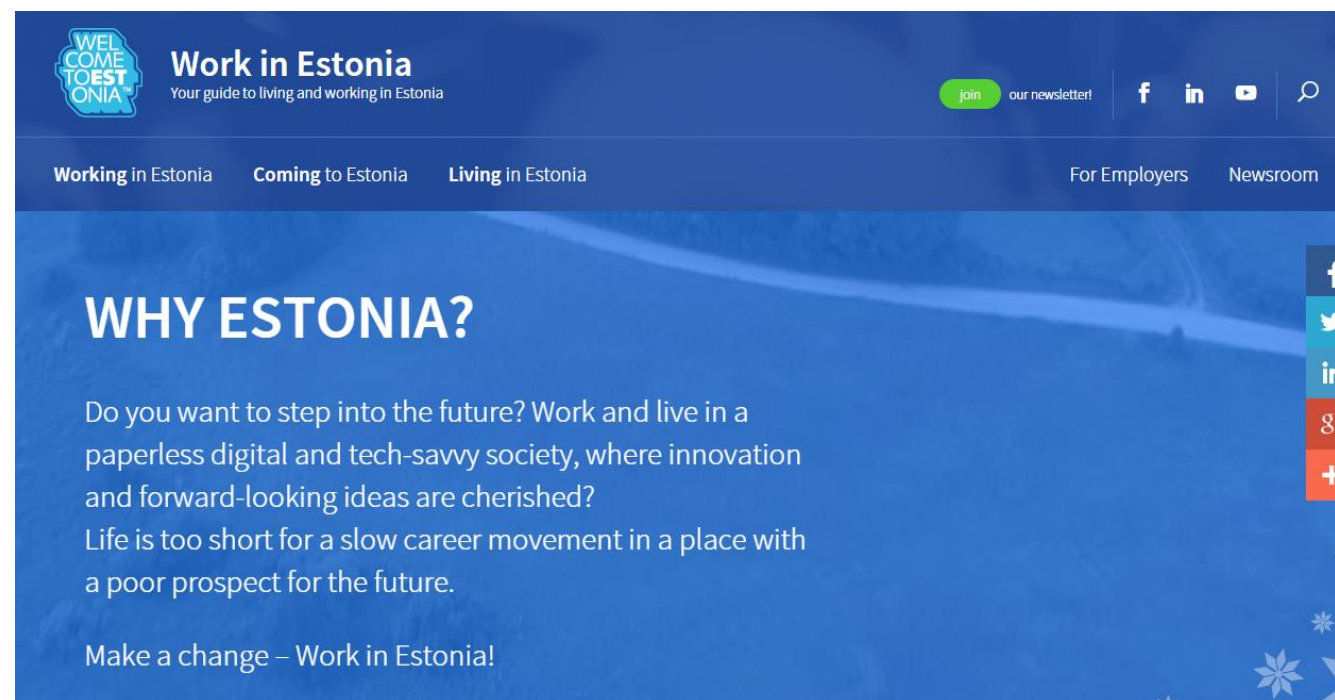 WEL
COME
TOEST
ONIA™
Work in Estonia
Your guide to living and working in Estonia
join our newsletter!
Working in Estonia Coming to Estonia Living in Estonia For Employers Newsroom
WHY ESTONIA?
Do you want to step into the future? Work and live in a
paperless digital and tech-savvy society, where innovation
and forward-looking ideas are cherished?
Life is too short for a slow career movement in a place with
a poor prospect for the future.
Make a change – Work in Estonia!